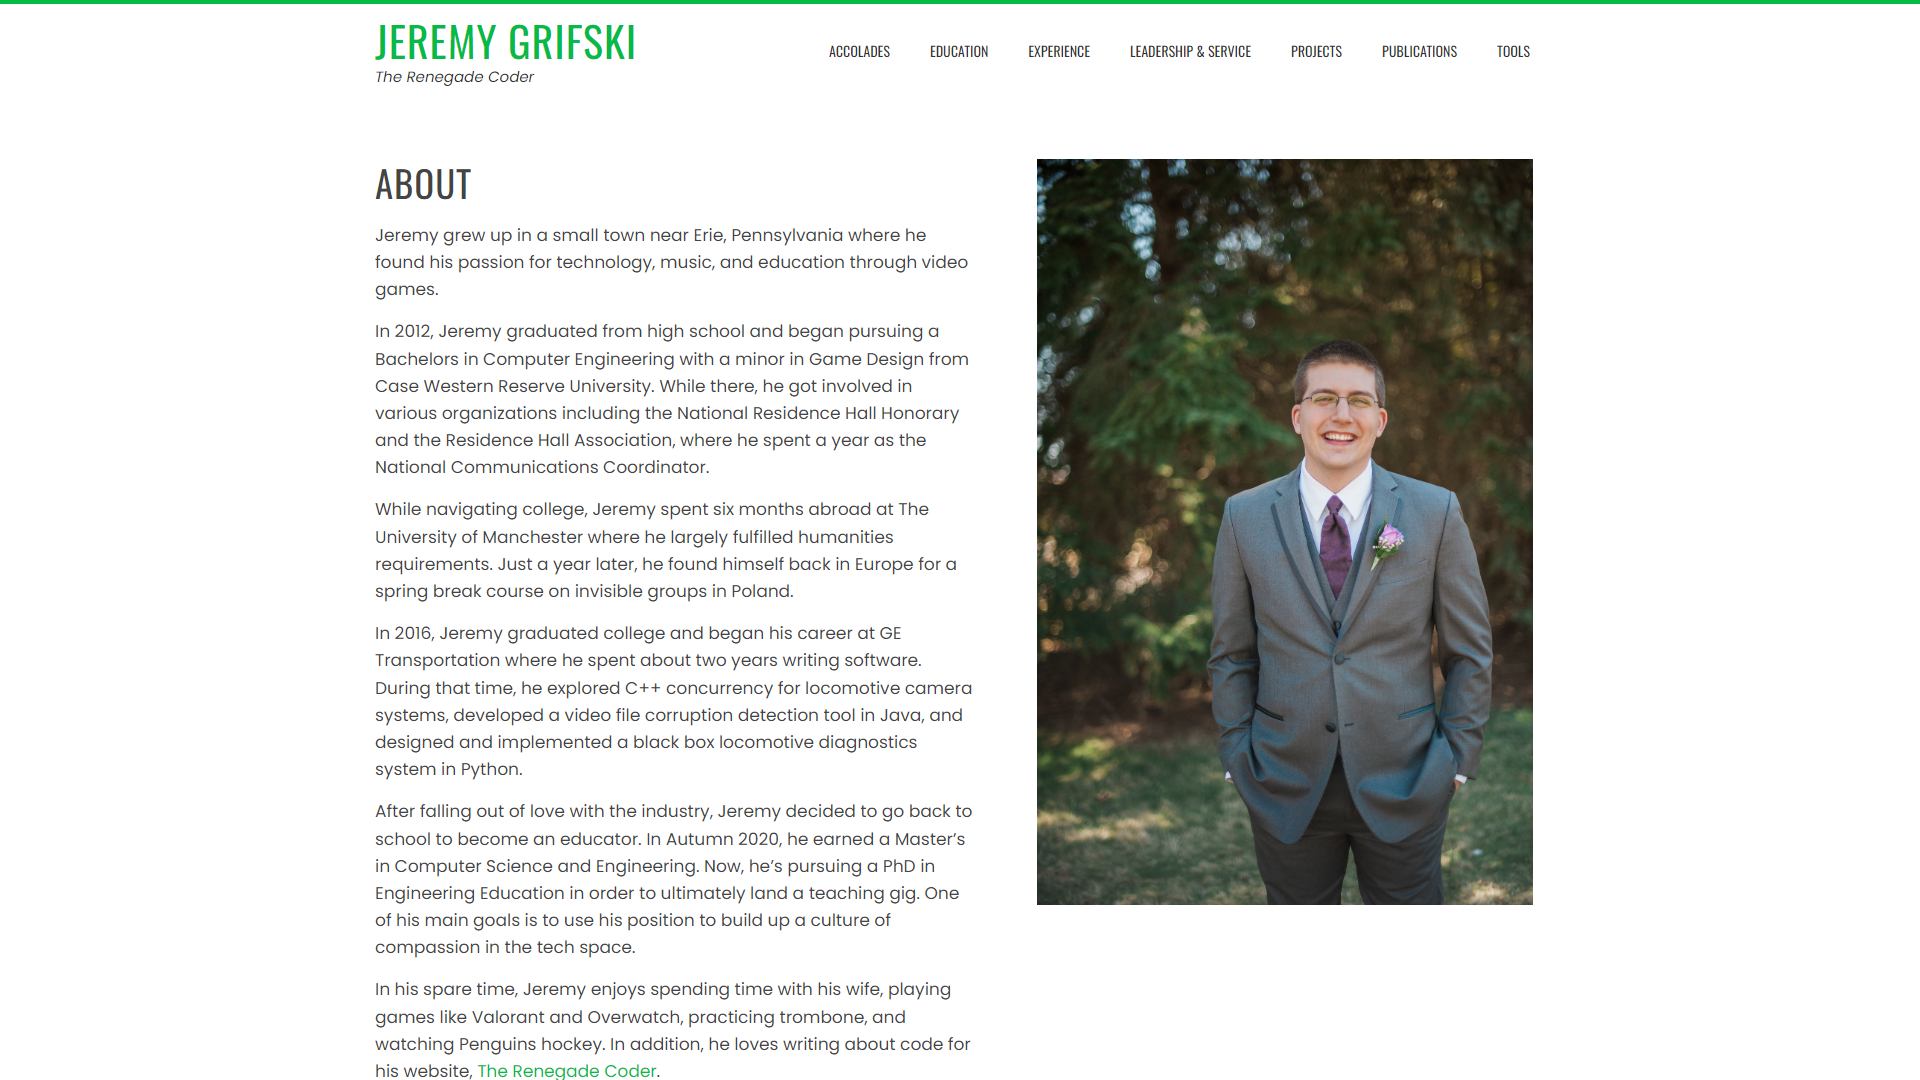 JEREMY GRIFSKI
The Renegade Coder
ACCOLADES EDUCATION EXPERIENCE LEADERSHIP & SERVICE PROJECTS PUBLICATIONS TOOLS
ABOUT
Jeremy grew up in a small town near Erie, Pennsylvania where he
found his passion for technology, music, and education through video
games.
In 2012, Jeremy graduated from high school and began pursuing a
Bachelors in Computer Engineering with a minor in Game Design from
Case Western Reserve University. While there, he got involved in
various organizations including the National Residence Hall Honorary
and the Residence Hall Association, where he spent a year as the
National Communications Coordinator.
While navigating college, Jeremy spent six months abroad at The
University of Manchester where he largely fulfilled humanities
requirements. Just a year later, he found himself back in Europe for a
spring break course on invisible groups in Poland.
In 2016, Jeremy graduated college and began his career at GE
Transportation where he spent about two years writing software.
During that time, he explored C++ concurrency for locomotive camera
systems, developed a video file corruption detection tool in Java, and
designed and implemented a black box locomotive diagnostics
system in Python.
After falling out of love with the industry, Jeremy decided to go back to
school to become an educator. In Autumn 2020, he earned a Master’s
in Computer Science and Engineering. Now, he’s pursuing a PhD in
Engineering Education in order to ultimately land a teaching gig. One
of his main goals is to use his position to build up a culture of
compassion in the tech space.
In his spare time, Jeremy enjoys spending time with his wife, playing
games like Valorant and Overwatch, practicing trombone, and
watching Penguins hockey. In addition, he loves writing about code for
his website, The Renegade Coder.